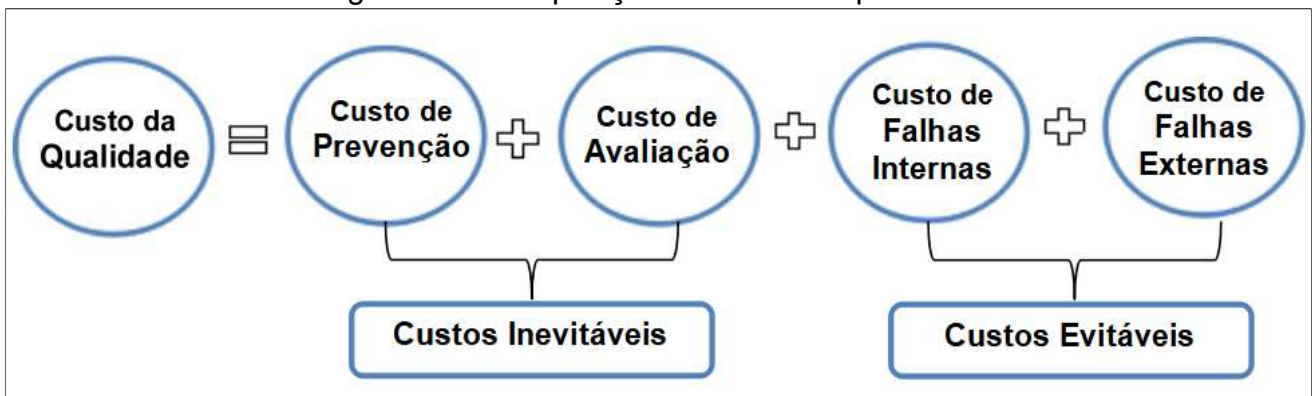 Custo da
Qualidade
Custo de
Prevenção
Custo de
Avaliação
Custo de
Falhas
Internas
Custo de
Falhas
Externas
Custos Inevitáveis
Custos Evitáveis